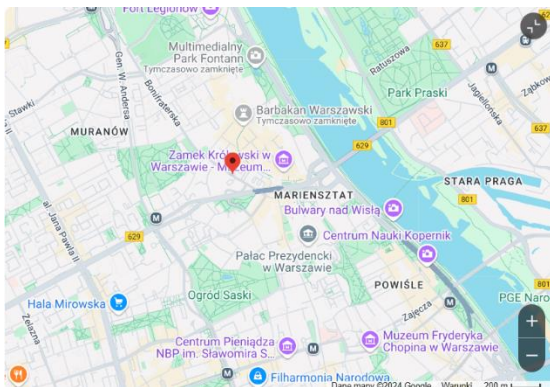 Fort Legionów
Multimedialny
Park Fontann
Tymczasowo zamknięte
637
Ratuszowa
Gen. W. Andersa
Bonifraterska
Park Praski
Jagiellońska
Ząbkow
Stawki
Barbakan Warszawski
Tymczasowo zamknięte
801
637
MURANÓW
629
Zamek Królewski w
Warszawie - Muzeum...
STARA PRAGA
801
MARIENSZTAT
Bulwary nad Wisłą
al. Jana Pawła II
629
Centrum Nauki Kopernik
Pałac Prezydencki
w Warszawie
POWIŚLE
801
Ogród Saski
PGE Naro
Hala Mirowska
Zajęcza
Żelazna
Centrum Pieniądza
NBP im. Sławomira S...
Muzeum Fryderyka
Chopina w Warszawie
Filharmonia Narodowa
Dane mapy ©2024 Google Warunki 200 m